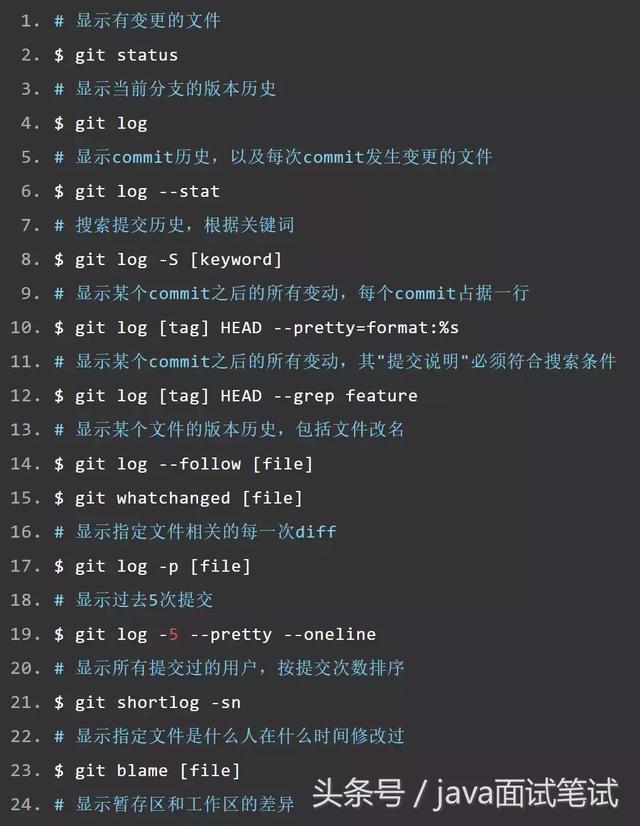 1. # 显示有变更的文件
2. $ git status
3. # 显示当前分支的版本历史
4. $ git log
5. # 显示commit历史，以及每次commit发生变更的文件
6. $ git log --stat
7. # 搜索提交历史，根据关键词
8. $ git log -S [keyword]
9. # 显示某个commit之后的所有变动，每个commit占据一行
10. $ git log [tag] HEAD --pretty=format:%s
11. # 显示某个commit之后的所有变动，其"提交说明"必须符合搜索条件
12. $ git log [tag] HEAD --grep feature
13. # 显示某个文件的版本历史，包括文件改名
14. $ git log --follow [file]
15. $ git whatchanged [file]
16. # 显示指定文件相关的每一次diff
17. $ git log -p [file]
18. # 显示过去5次提交
19. $ git log -5 --pretty --oneline
20. # 显示所有提交过的用户，按提交次数排序
21. $ git shortlog -sn
22. # 显示指定文件是什么人在什么时间修改过
23. $ git blame [file]
24. # 显示暂存区和工作区的差异
头条号 / java面试笔试